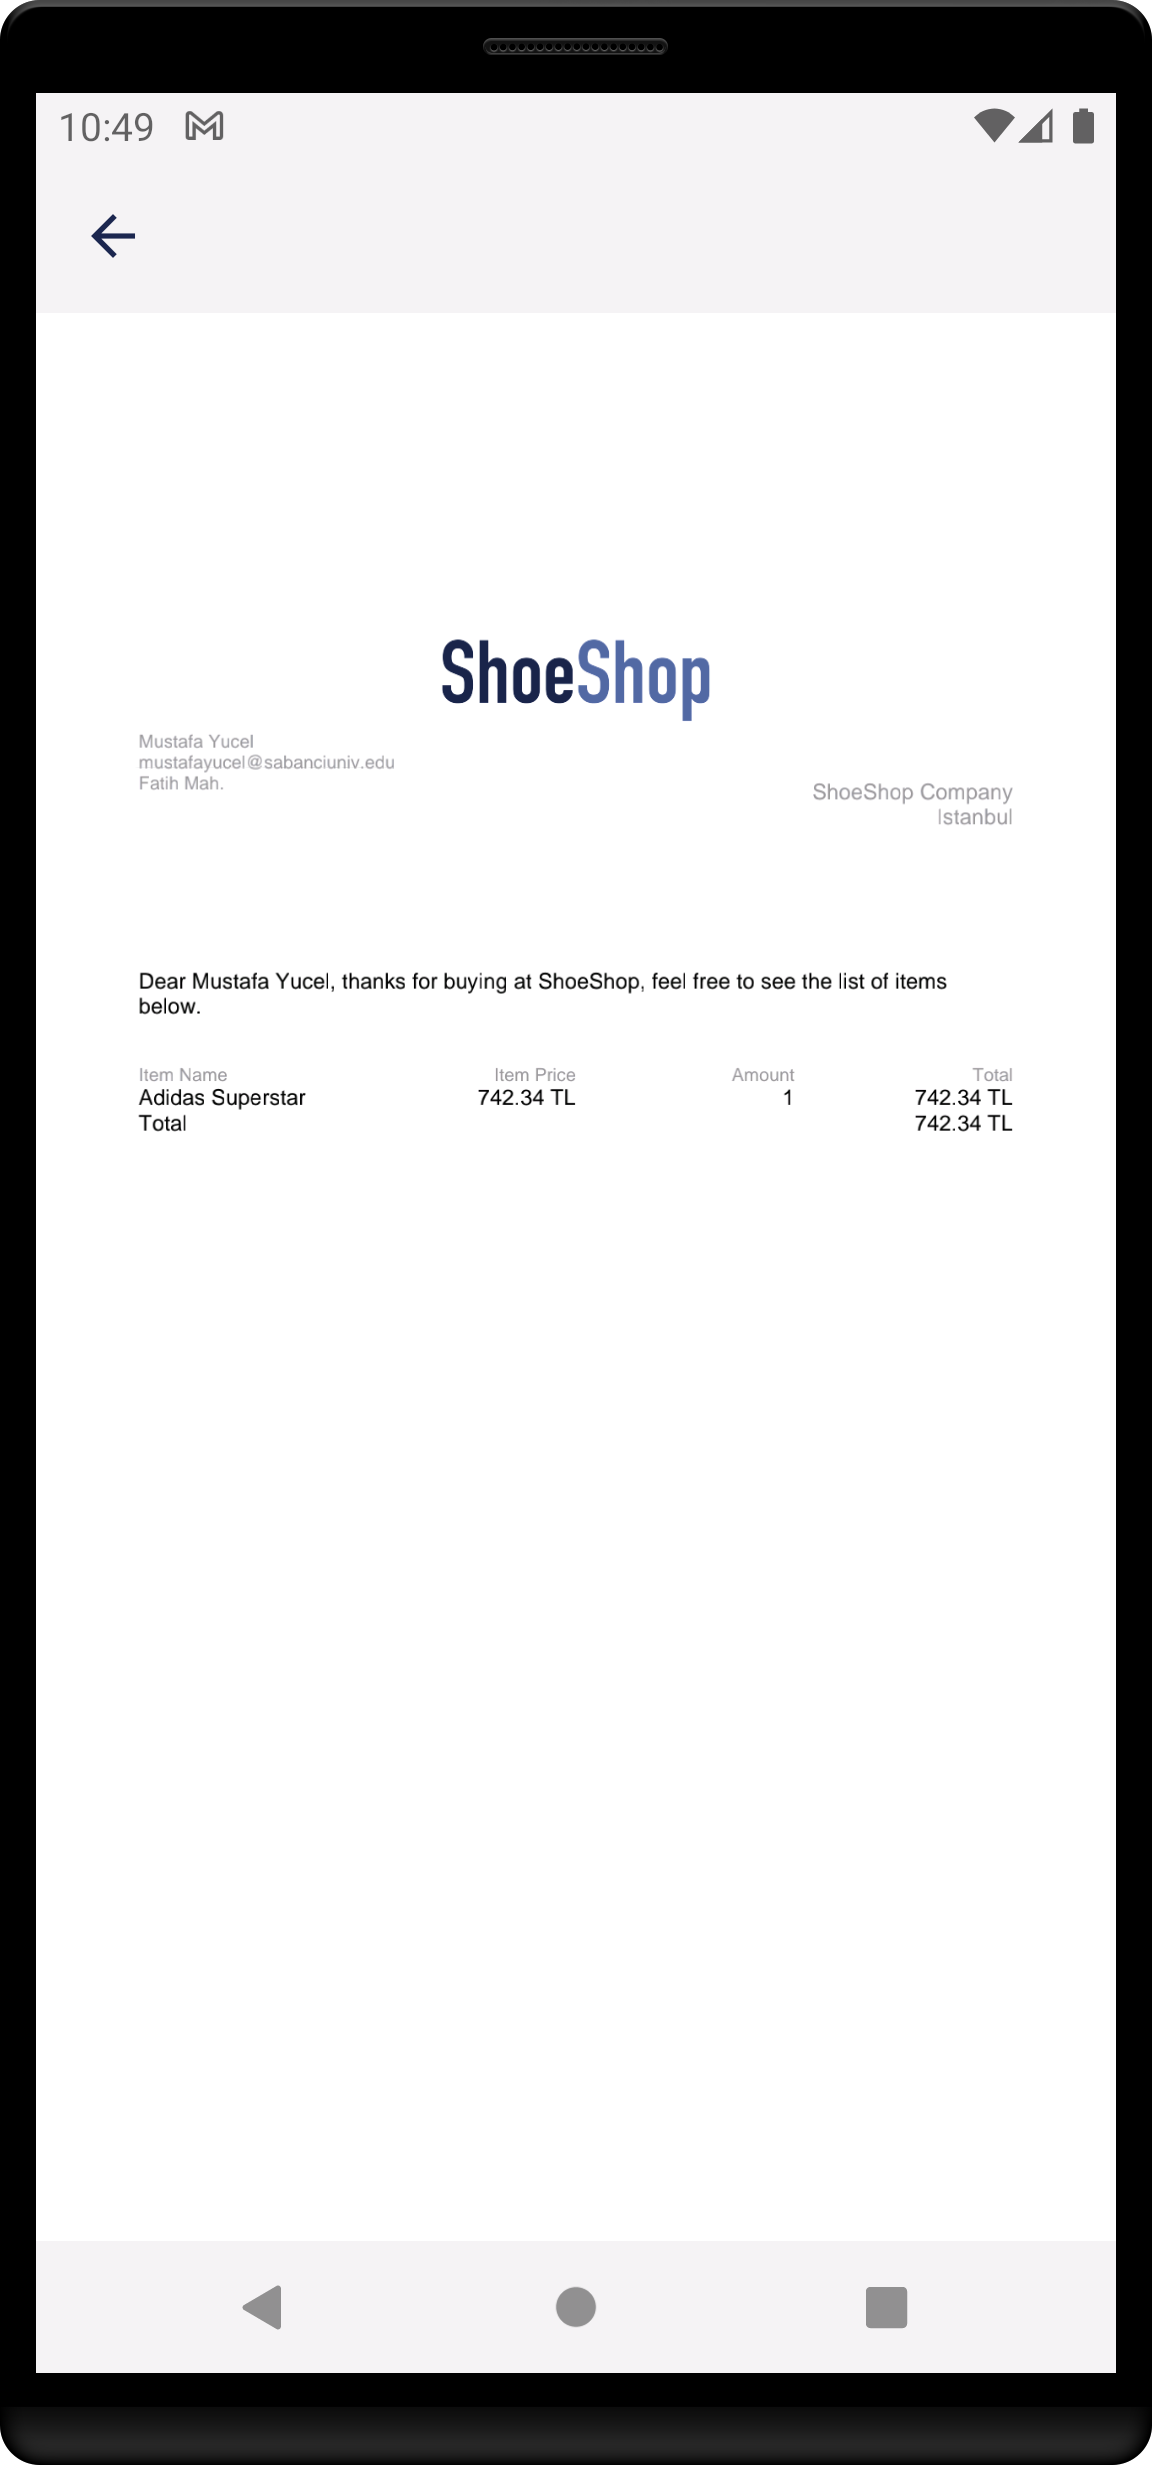 10:49
ShoeShop
Mustafa Yucel
mustafayucel@sabanciuniv.edu
Fatih Mah.
ShoeShop Company
Istanbul
Dear Mustafa Yucel, thanks for buying at ShoeShop, feel free to see the list of items
below.
Item Name Item Price Amount Total
Adidas Superstar 742.34 TL 1 742.34 TL
Total 742.34 TL